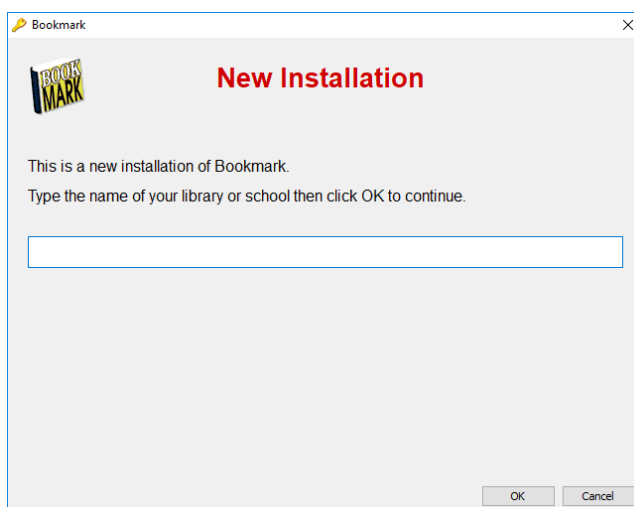 Bookmark
BOOK
MARK
New Installation
This is a new installation of Bookmark.
Type the name of your library or school then click OK to continue.
OK
Cancel